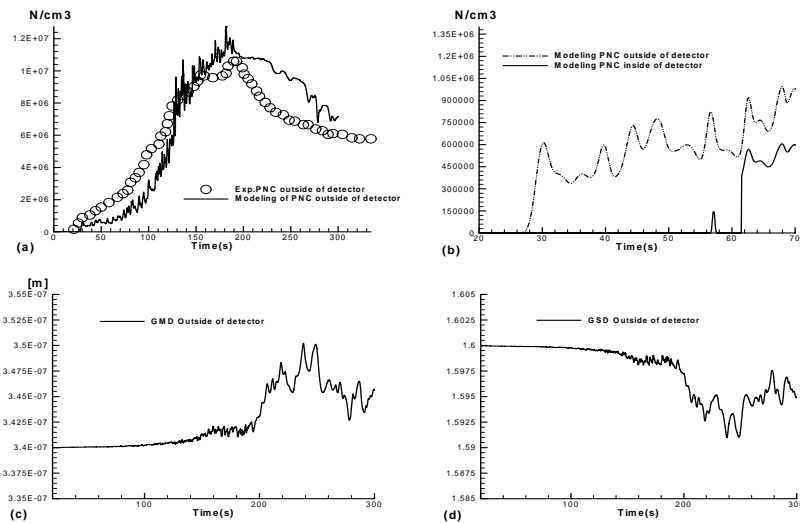 N/cm3
1.2E+07
1E+07
8E+06
6E+06
4E+06
2E+06
0
0 50 100 150 200 250 300
Time(s)
Exp.PNC outside of detector
Modeling of PNC outside of detector
(a)
N/cm3
1.35E+06
1.2E+06
1.05E+06
900000
750000
600000
450000
300000
150000
0
20 30 40 50 60 70
Time(s)
Modeling PNC outside of detector
Modeling PNC inside of detector
(b)
[m]
3.55E-07
3.525E-07
3.5E-07
3.475E-07
3.45E-07
3.425E-07
3.4E-07
3.375E-07
3.35E-07
100 200 300
Time(s)
GMD Outside of detector
(c)
1.605
1.6025
1.6
1.5975
1.595
1.5925
1.59
1.5875
1.585
100 200 300
Time(s)
GSD Outside of detector
(d)